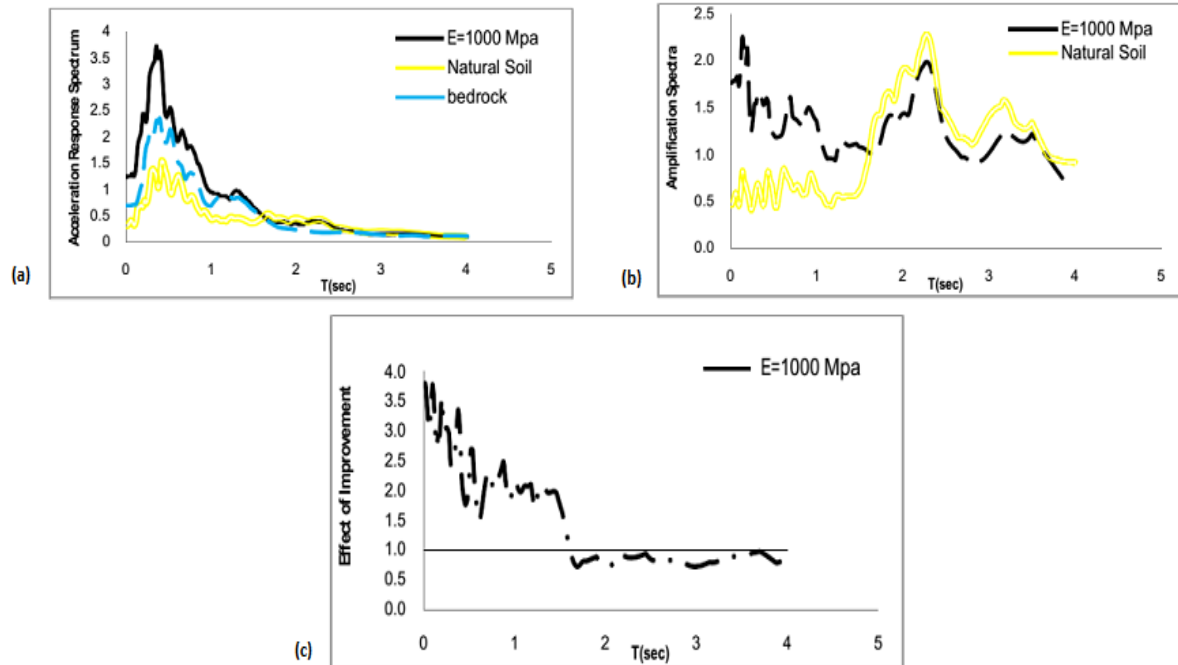 Acceleration Response Spectrum
4
3.5
3
2.5
2
1.5
1
0.5
0
E=1000 Mpa
Natural Soil
bedrock
0 1 2 3 4 5
T(sec)
(a)
Amplification Spectra
2.5
2.0
1.5
1.0
0.5
0.0
E=1000 Mpa
Natural Soil
0 1 2 3 4 5
T(sec)
(b)
Effect of Improvement
4.0
3.5
3.0
2.5
2.0
1.5
1.0
0.5
0.0
E=1000 Mpa
0 1 2 3 4 5
T(sec)
(c)